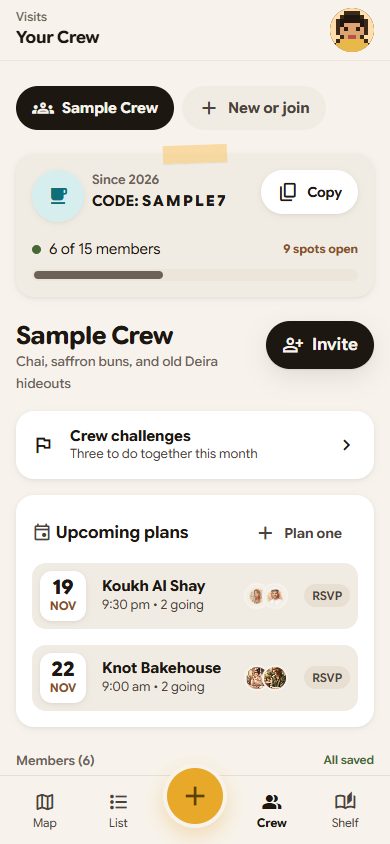 Visits
Your Crew
Sample Crew
New or join
Since 2026
CODE: SAMPLE7
Copy
6 of 15 members
9 spots open
Sample Crew
Chai, saffron buns, and old Deira
hideouts
Invite
Crew challenges
Three to do together this month
Upcoming plans
Plan one
19
NOV
Koukh Al Shay
9:30 pm • 2 going
RSVP
22
NOV
Knot Bakehouse
9:00 am • 2 going
RSVP
Members (6)
All saved
Map
List
Crew
Shelf